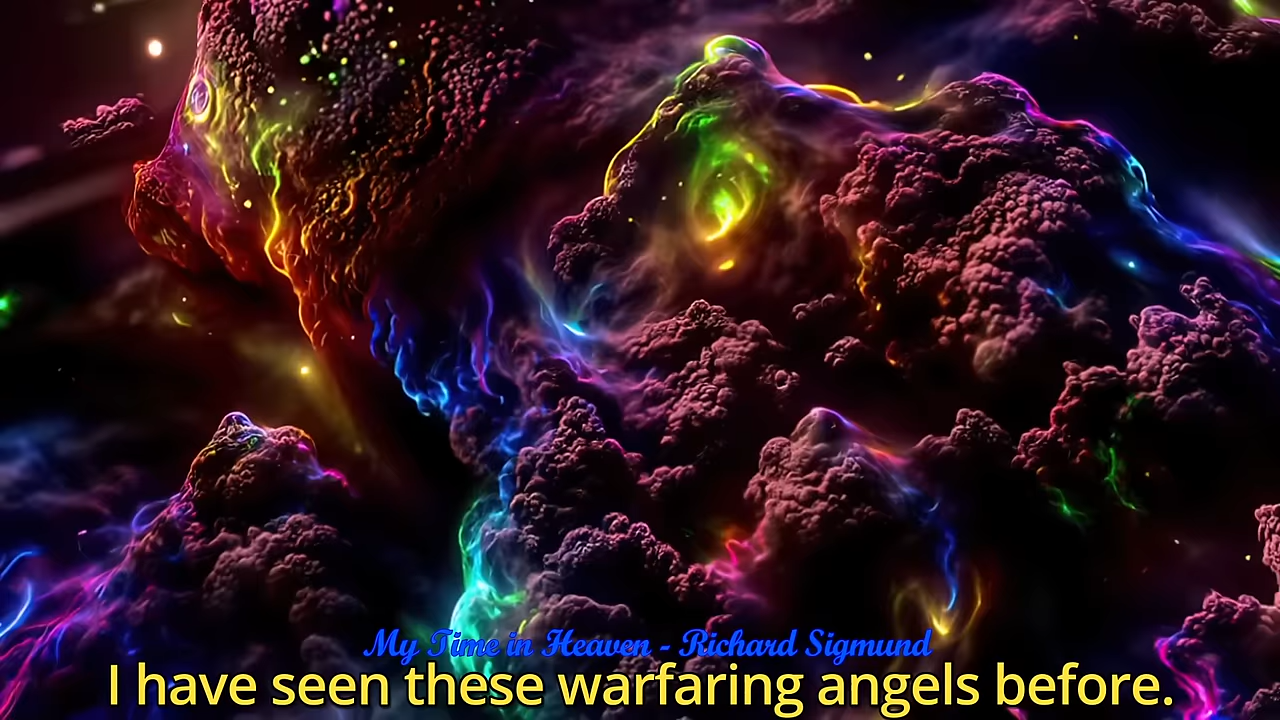 My Time in Heaven - Richard Sigmund
I have seen these warfaring angels before.